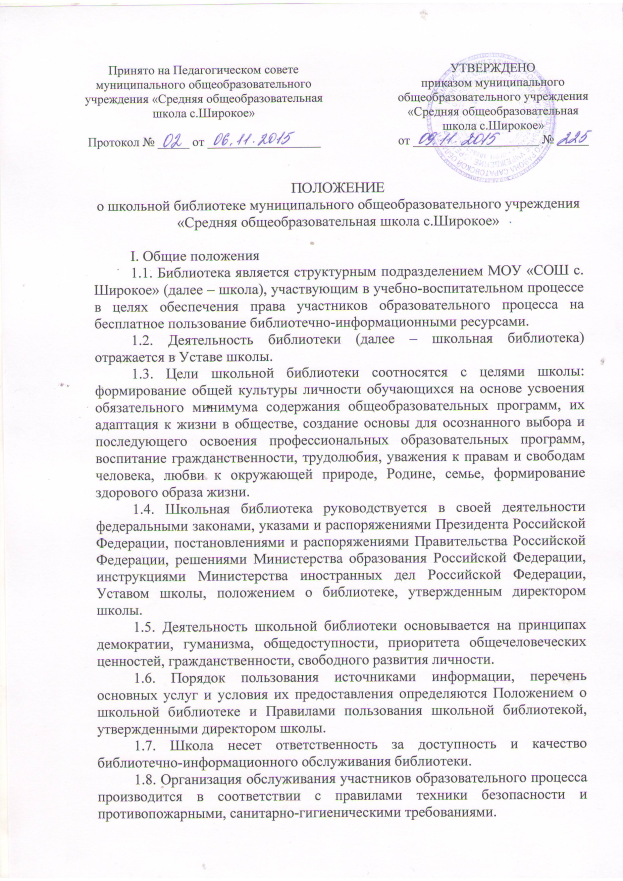 Принято на Педагогическом совете
муниципального общеобразовательного
учреждения «Средняя общеобразовательная
школа с.Широкое»
Протокол № 02 от 06.11.2015
УТВЕРЖДЕНО
приказом муниципального
общеобразовательного учреждения
«Средняя общеобразовательная
школа с.Широкое»
от 09.11.2015 № 225
ПОЛОЖЕНИЕ
о школьной библиотеке муниципального общеобразовательного учреждения
«Средняя общеобразовательная школа с.Широкое»
I. Общие положения
1.1. Библиотека является структурным подразделением МОУ «СОШ с.
Широкое» (далее – школа), участвующим в учебно-воспитательном процессе
в целях обеспечения права участников образовательного процесса на
бесплатное пользование библиотечно-информационными ресурсами.
1.2. Деятельность библиотеки (далее – школьная библиотека)
отражается в Уставе школы.
1.3. Цели школьной библиотеки соотносятся с целями школы:
формирование общей культуры личности обучающихся на основе усвоения
обязательного минимума содержания общеобразовательных программ, их
адаптация к жизни в обществе, создание основы для осознанного выбора и
последующего освоения профессиональных образовательных программ,
воспитание гражданственности, трудолюбия, уважения к правам и свободам
человека, любви к окружающей природе, Родине, семье, формирование
здорового образа жизни.
1.4. Школьная библиотека руководствуется в своей деятельности
федеральными законами, указами и распоряжениями Президента Российской
Федерации, постановлениями и распоряжениями Правительства Российской
Федерации, решениями Министерства образования Российской Федерации,
инструкциями Министерства иностранных дел Российской Федерации,
Уставом школы, положением о библиотеке, утвержденным директором
школы.
1.5. Деятельность школьной библиотеки основывается на принципах
демократии, гуманизма, общедоступности, приоритета общечеловеческих
ценностей, гражданственности, свободного развития личности.
1.6. Порядок пользования источниками информации, перечень
основных услуг и условия их предоставления определяются Положением о
школьной библиотеке и Правилами пользования школьной библиотекой,
утвержденными директором школы.
1.7. Школа несет ответственность за доступность и качество
библиотечно-информационного обслуживания библиотеки.
1.8. Организация обслуживания участников образовательного процесса
производится в соответствии с правилами техники безопасности и
противопожарными, санитарно-гигиеническими требованиями.